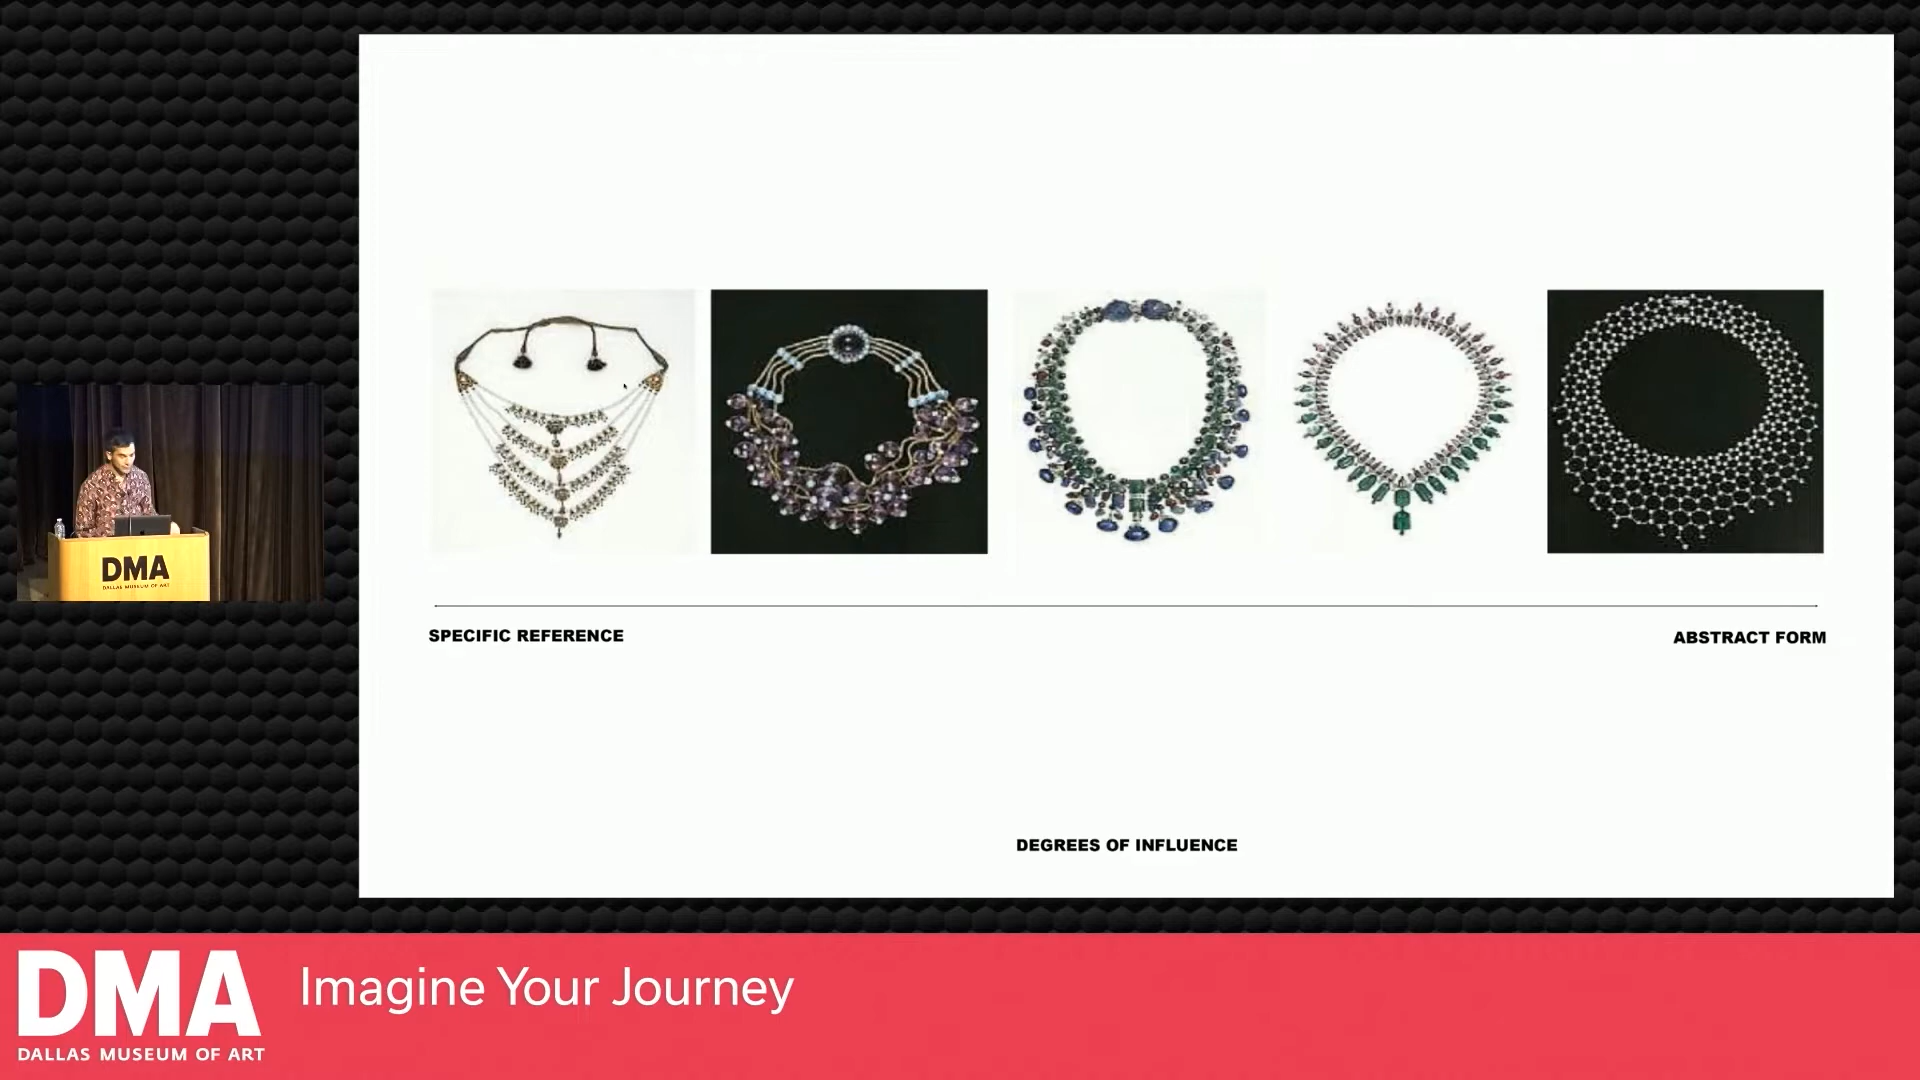 SPECIFIC REFERENCE
ABSTRACT FORM
DEGREES OF INFLUENCE
DMA
DALLAS MUSEUM OF ART
DMA
DALLAS MUSEUM OF ART
Imagine Your Journey